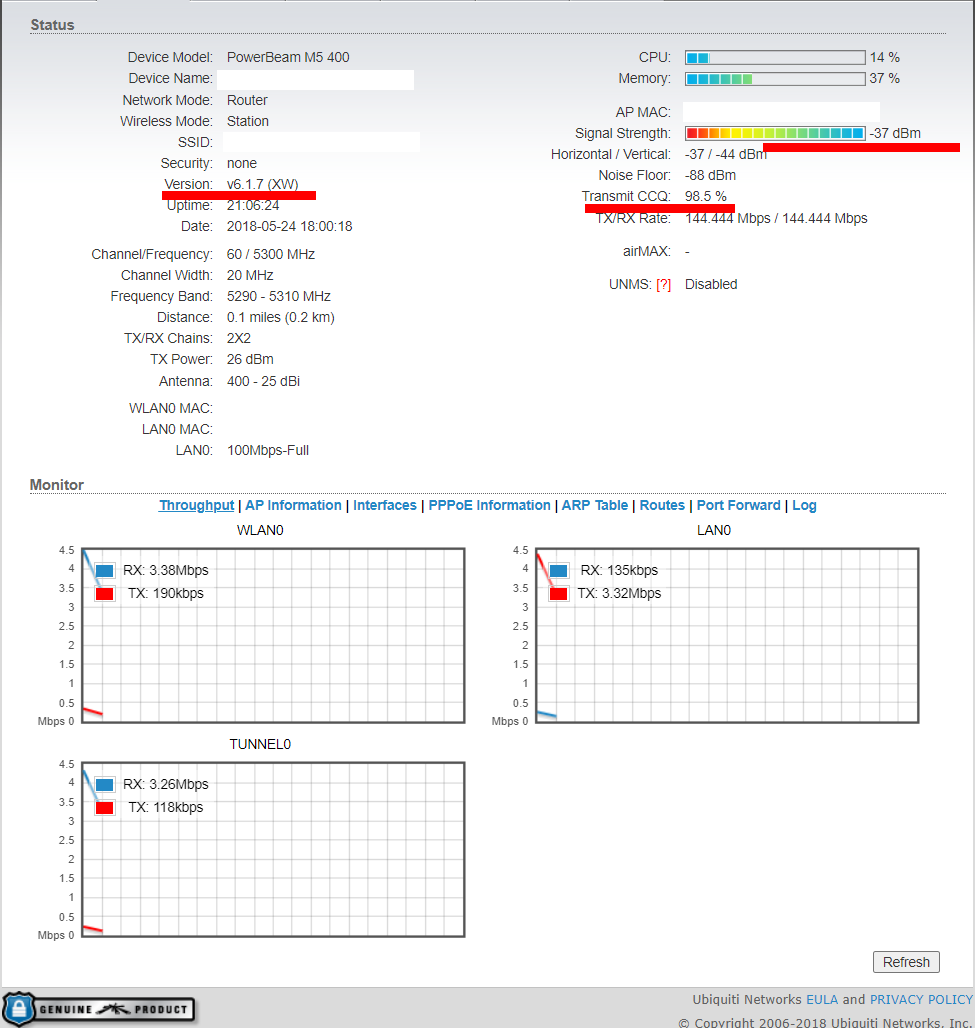 Status
Device Model: PowerBeam M5 400
Device Name:
Network Mode: Router
Wireless Mode: Station
SSID:
Security: none
Version: v6.1.7 (XW)
Uptime: 21:06:24
Date: 2018-05-24 18:00:18
Channel/Frequency: 60 / 5300 MHz
Channel Width: 20 MHz
Frequency Band: 5290 - 5310 MHz
Distance: 0.1 miles (0.2 km)
TX/RX Chains: 2X2
TX Power: 26 dBm
Antenna: 400 - 25 dBi
WLAN0 MAC:
LAN0 MAC:
LAN0: 100Mbps-Full
CPU: 14 %
Memory: 37 %
AP MAC:
Signal Strength: -37 dBm
Horizontal / Vertical: -37 / -44 dBm
Noise Floor: -88 dBm
Transmit CCQ: 98.5 %
TX/RX Rate: 144.444 Mbps / 144.444 Mbps
airMAX: -
UNMS: [?] Disabled
Monitor
Throughput | AP Information | Interfaces | PPPoE Information | ARP Table | Routes | Port Forward | Log
WLAN0
4.5
4
3.5
3
2.5
2
1.5
1
0.5
Mbps 0
RX: 3.38Mbps
TX: 190kbps
LAN0
4.5
4
3.5
3
2.5
2
1.5
1
0.5
Mbps 0
RX: 135kbps
TX: 3.32Mbps
TUNNEL0
4.5
4
3.5
3
2.5
2
1.5
1
0.5
Mbps 0
RX: 3.26Mbps
TX: 118kbps
Refresh
GENUINE PRODUCT
Ubiquiti Networks EULA and PRIVACY POLICY
© Copyright 2006-2018 Ubiquiti Networks, Inc.